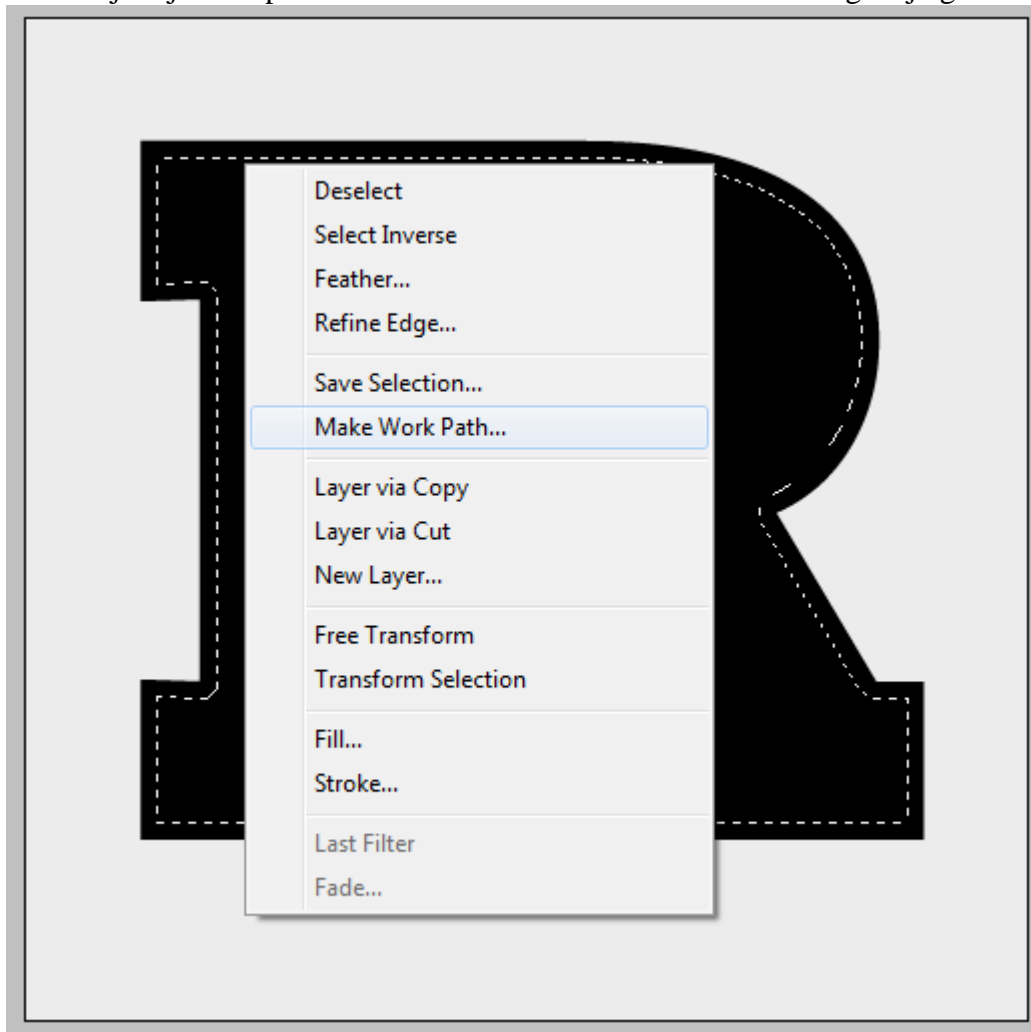 R
Deselect
Select Inverse
Feather...
Refine Edge...
Save Selection...
Make Work Path...
Layer via Copy
Layer via Cut
New Layer...
Free Transform
Transform Selection
Fill...
Stroke...
Last Filter
Fade...